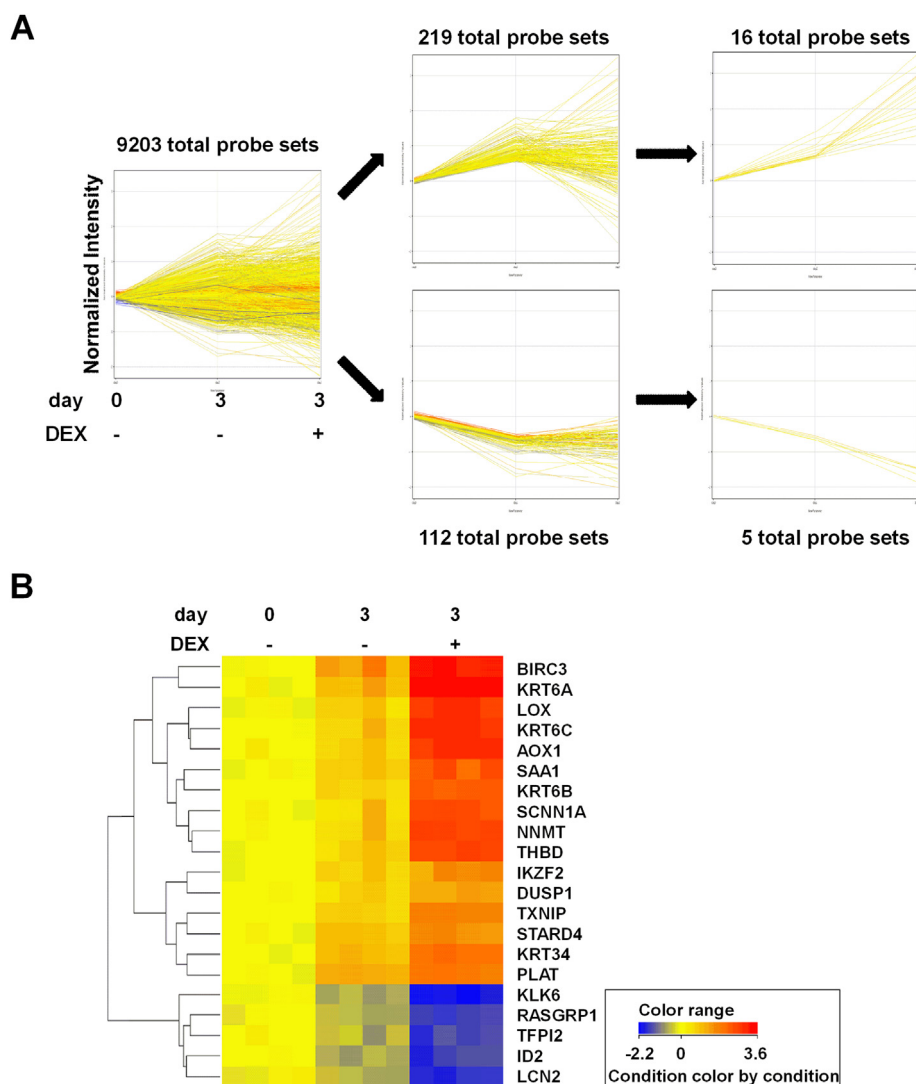 A
219 total probe sets
16 total probe sets
9203 total probe sets
Normalized Intensity
day 0 3 3
DEX - - +
112 total probe sets
5 total probe sets
B
day 0 3 3
DEX - - +
BIRC3
KRT6A
LOX
KRT6C
AOX1
SAA1
KRT6B
SCNN1A
NNMT
THBD
IKZF2
DUSP1
TXNIP
STARD4
KRT34
PLAT
KLK6
RASGRP1
TFPI2
ID2
LCN2
Color range
-2.2 0 3.6
Condition color by condition